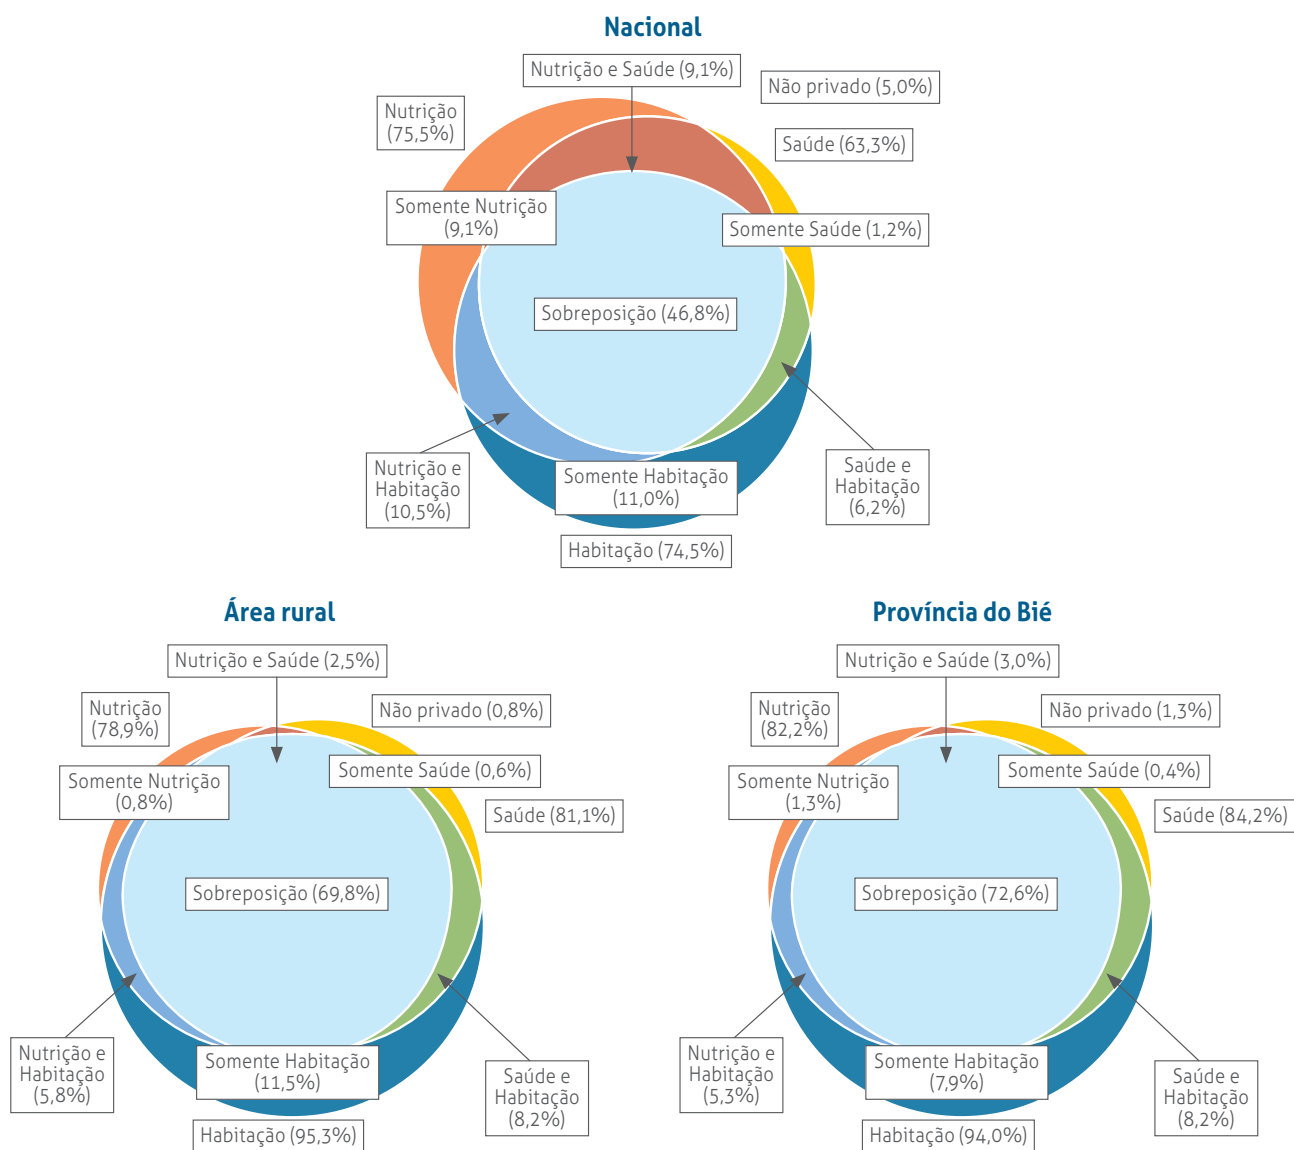 Nacional
Nutrição e Saúde (9,1%)
Não privado (5,0%)
Nutrição
(75,5%)
Saúde (63,3%)
Somente Nutrição
(9,1%)
Somente Saúde (1,2%)
Sobreposição (46,8%)
Nutrição e
Habitação
(10,5%)
Somente Habitação
(11,0%)
Saúde e
Habitação
(6,2%)
Habitação (74,5%)
Área rural
Nutrição e Saúde (2,5%)
Nutrição
(78,9%)
Não privado (0,8%)
Somente Nutrição
(0,8%)
Somente Saúde (0,6%)
Saúde (81,1%)
Sobreposição (69,8%)
Nutrição e
Habitação
(5,8%)
Somente Habitação
(11,5%)
Saúde e
Habitação
(8,2%)
Habitação (95,3%)
Província do Bié
Nutrição e Saúde (3,0%)
Nutrição
(82,2%)
Não privado (1,3%)
Somente Nutrição
(1,3%)
Somente Saúde (0,4%)
Saúde (84,2%)
Sobreposição (72,6%)
Nutrição e
Habitação
(5,3%)
Somente Habitação
(7,9%)
Saúde e
Habitação
(8,2%)
Habitação (94,0%)